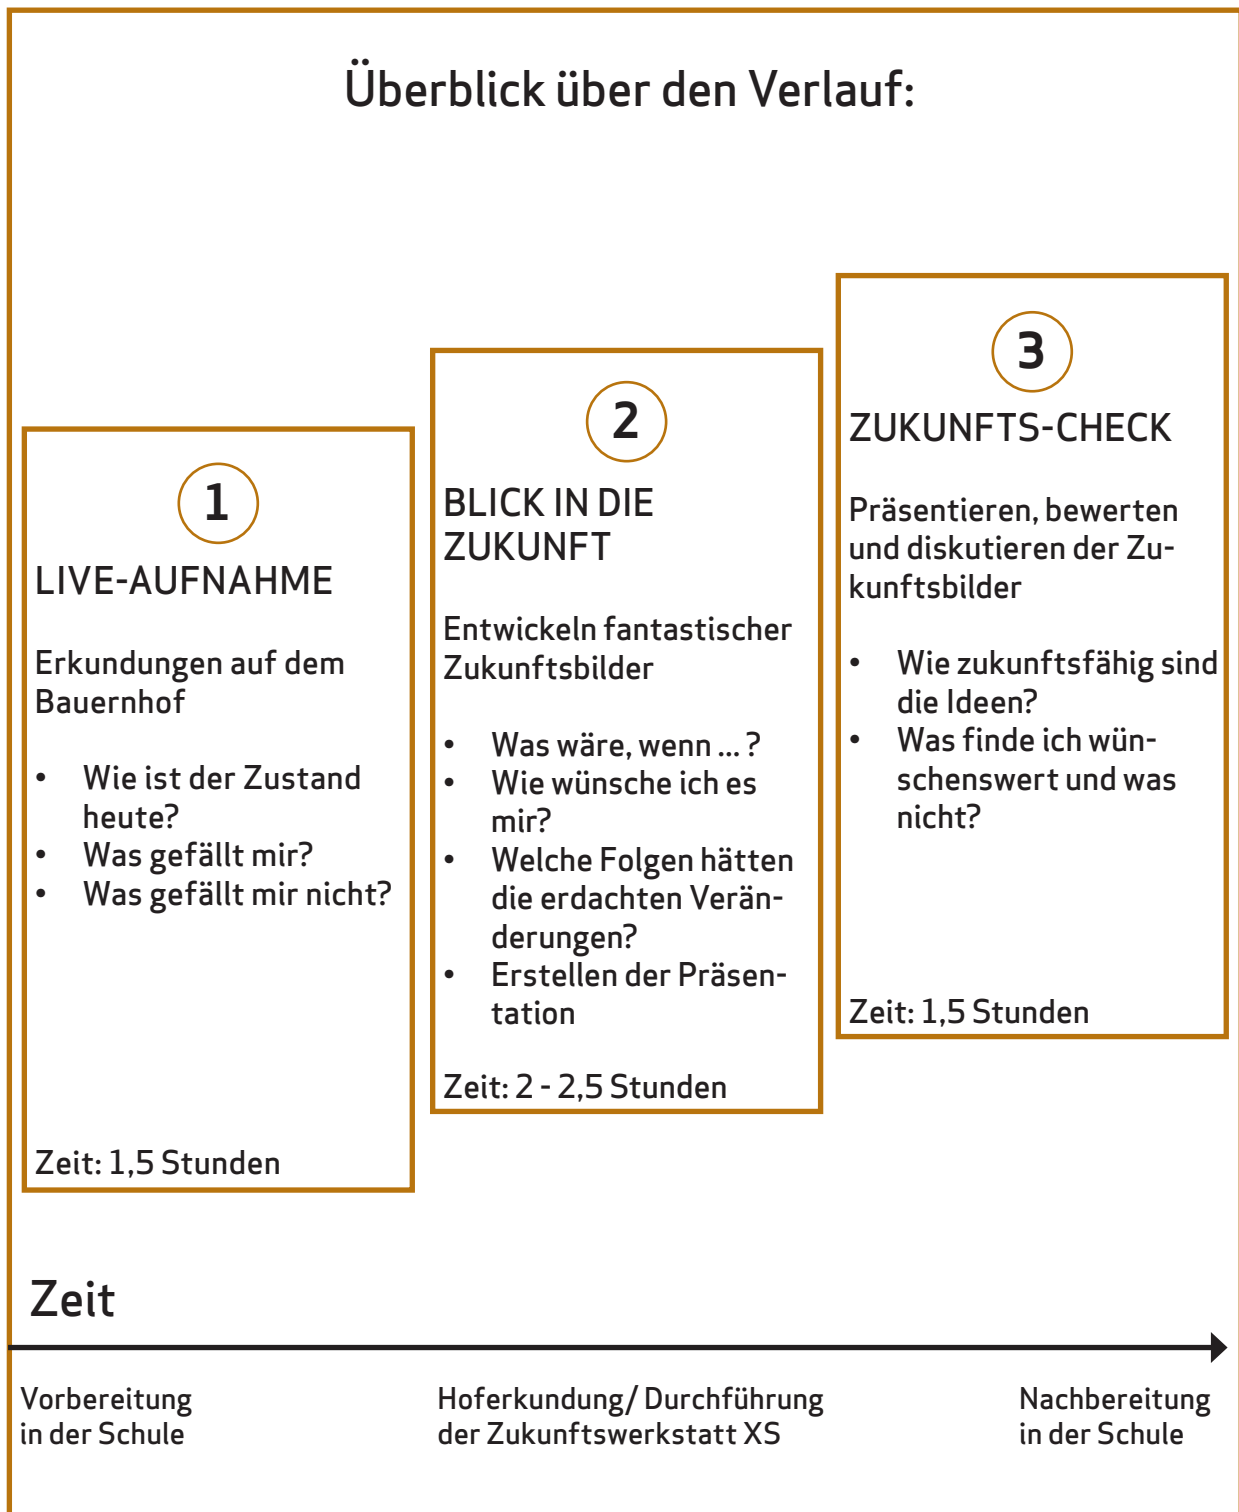 Überblick über den Verlauf:
1
LIVE-AUFNAHME
Erkundungen auf dem
Bauernhof
• Wie ist der Zustand
heute?
• Was gefällt mir?
• Was gefällt mir nicht?
Zeit: 1,5 Stunden
2
BLICK IN DIE
ZUKUNFT
Entwickeln fantastischer
Zukunftsbilder
• Was wäre, wenn ... ?
• Wie wünsche ich es
mir?
• Welche Folgen hätten
die erdachten Verän-
derungen?
• Erstellen der Präsen-
tation
Zeit: 2 - 2,5 Stunden
3
ZUKUNFTS-CHECK
Präsentieren, bewerten
und diskutieren der Zu-
kunftsbilder
• Wie zukunftsfähig sind
die Ideen?
• Was finde ich wün-
schenswert und was
nicht?
Zeit: 1,5 Stunden
Zeit
Vorbereitung
in der Schule
Hoferkundung/ Durchführung
der Zukunftswerkstatt XS
Nachbereitung
in der Schule